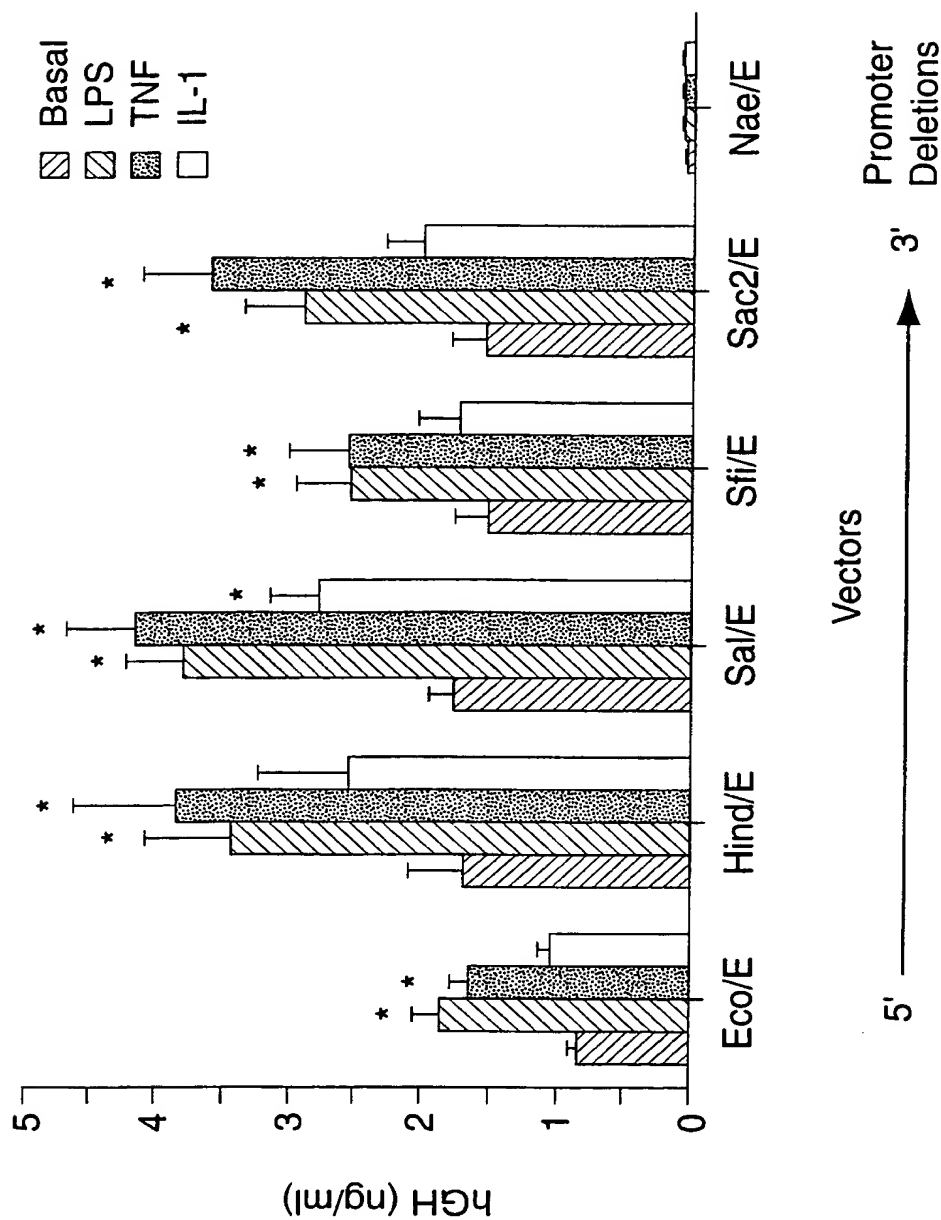 Basal
LPS
TNF
IL-1
5
4
3
2
1
0
hGH (ng/ml)
* * * * * * * * * * *
Eco/E Hind/E Sal/E Sfi/E Sac2/E Nae/E
Vectors
5' 3' Promoter
Deletions